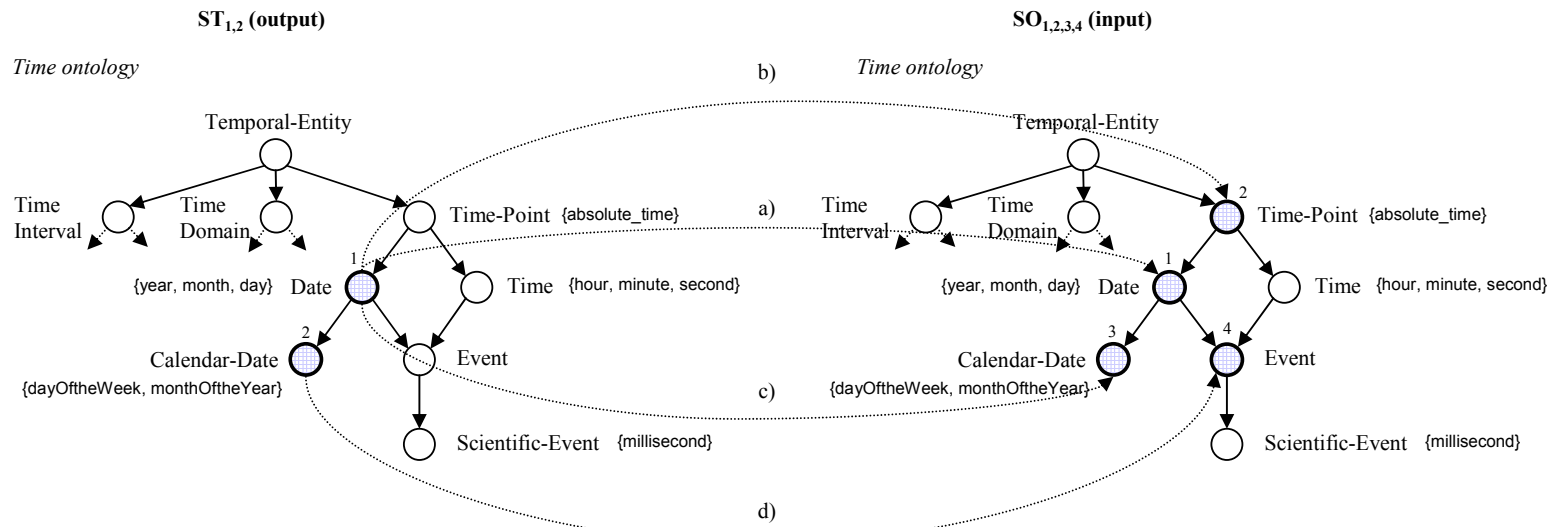 ST1,2 (output) SO1,2,3,4 (input)
Time ontology b) Time ontology
Temporal-Entity Temporal-Entity
2
Time Time a) Time Time
Interval Domain Time-Point {absolute_time} Interval Domain Time-Point {absolute_time}
1 1
{year, month, day} Date Time {hour, minute, second} {year, month, day} Date Time {hour, minute, second}
2 3 4
Calendar-Date Event Calendar-Date Event
{dayOftheWeek, monthOftheYear} c) {dayOftheWeek, monthOftheYear}
Scientific-Event {millisecond} Scientific-Event {millisecond}
d)